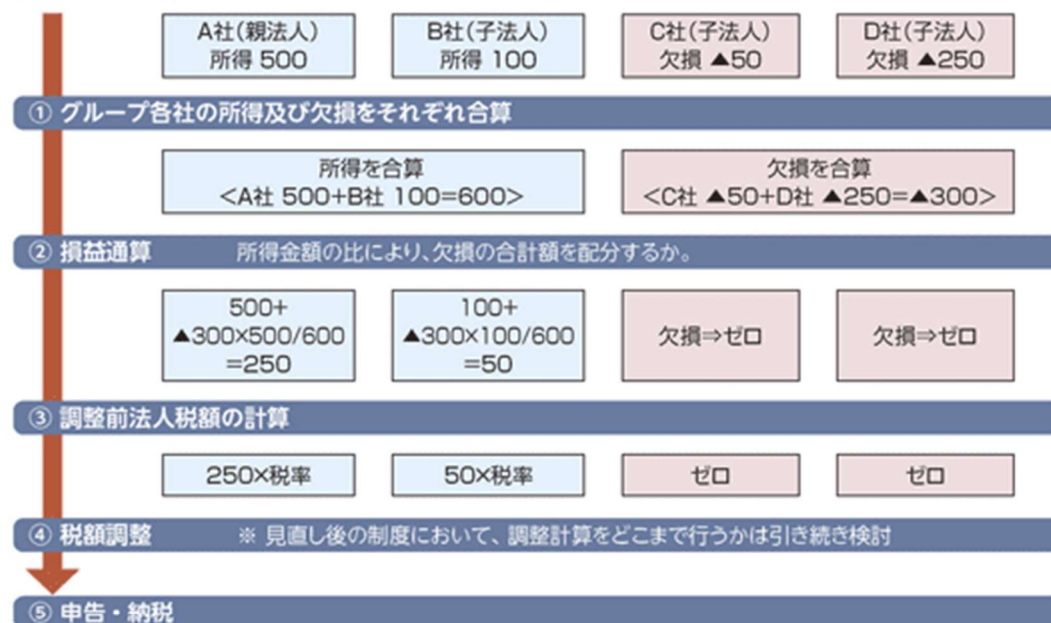 A社(親法人)
所得 500
B社(子法人)
所得 100
C社(子法人)
欠損 ▲50
D社(子法人)
欠損 ▲250
① グループ各社の所得及び欠損をそれぞれ合算
所得を合算
<A社 500+B社 100=600>
欠損を合算
<C社 ▲50+D社 ▲250=▲300>
② 損益通算 所得金額の比により、欠損の合計額を配分するか。
500+
▲300×500/600
=250
100+
▲300×100/600
=50
欠損⇒ゼロ
欠損⇒ゼロ
③ 調整前法人税額の計算
250×税率
50×税率
ゼロ
ゼロ
④ 税額調整 ※ 見直し後の制度において、調整計算をどこまで行うかは引き続き検討
⑤ 申告・納税